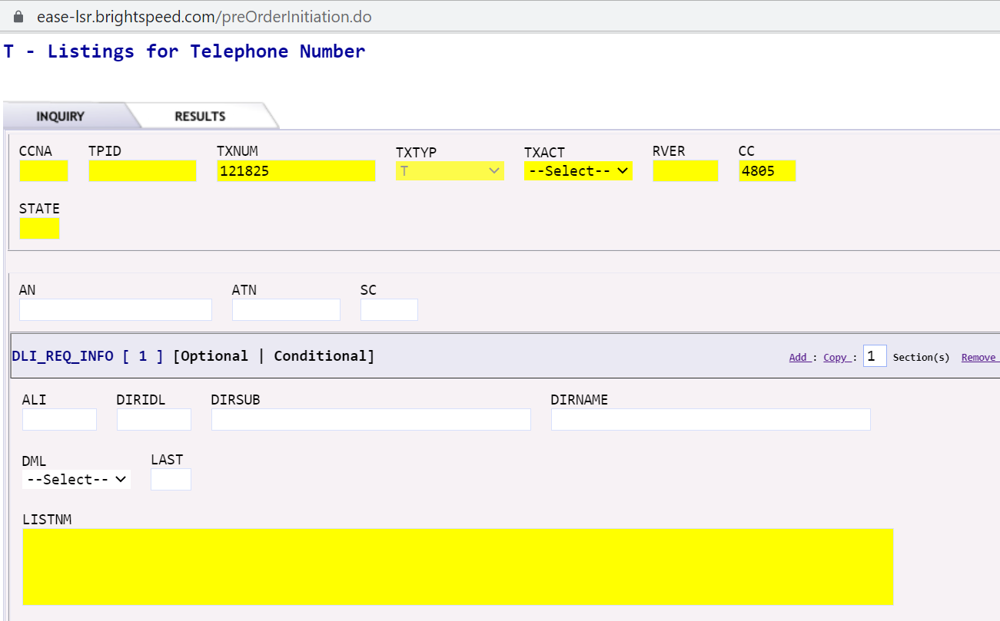 ease-lsr.brightspeed.com/preOrderInitiation.do
T - Listings for Telephone Number
INQUIRY RESULTS
CCNA TPID TXNUM TXTYP TXACT RVER CC
121825 T --Select-- 4805
STATE
AN ATN SC
DLI_REQ_INFO [ 1 ] [Optional | Conditional] Add : Copy : 1 Section(s) Remove
ALI DIRIDL DIRSUB DIRNAME
DML LAST
--Select--
LISTNM